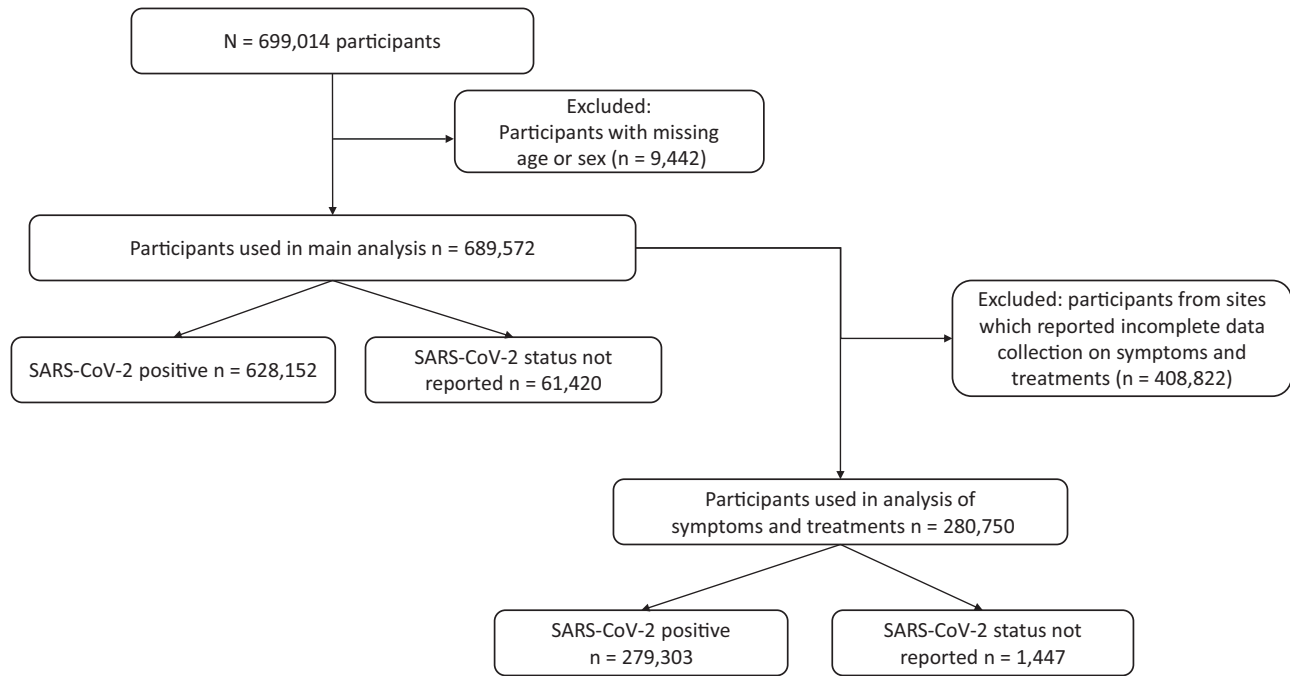 N = 699,014 participants
Excluded:
Participants with missing
age or sex (n = 9,442)
Participants used in main analysis n = 689,572
SARS-CoV-2 positive n = 628,152
SARS-CoV-2 status not
reported n = 61,420
Excluded: participants from sites
which reported incomplete data
collection on symptoms and
treatments (n = 408,822)
Participants used in analysis of
symptoms and treatments n = 280,750
SARS-CoV-2 positive
n = 279,303
SARS-CoV-2 status not
reported n = 1,447